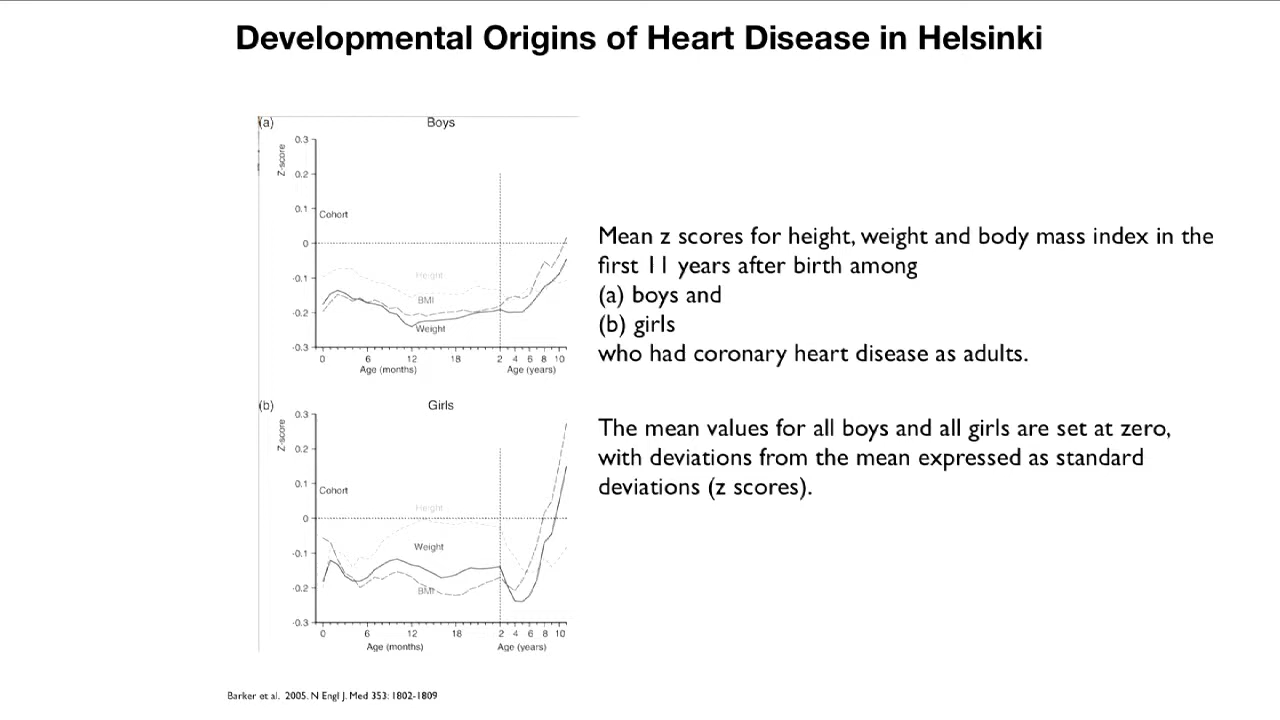 Developmental Origins of Heart Disease in Helsinki
(a)
Boys
Z-score
0.3
0.2
0.1
0
-0.1
-0.2
-0.3
Cohort
Height
BMI
Weight
0 6 12 18 2 4 6 8 10
Age (months) Age (years)
Mean z scores for height, weight and body mass index in the
first 11 years after birth among
(a) boys and
(b) girls
who had coronary heart disease as adults.
The mean values for all boys and all girls are set at zero,
with deviations from the mean expressed as standard
deviations (z scores).
(b)
Girls
Z-score
0.3
0.2
0.1
0
-0.1
-0.2
-0.3
Cohort
Height
Weight
BMI
0 6 12 18 2 4 6 8 10
Age (months) Age (years)
Barker et al. 2005. N Engl J. Med 353: 1802-1809